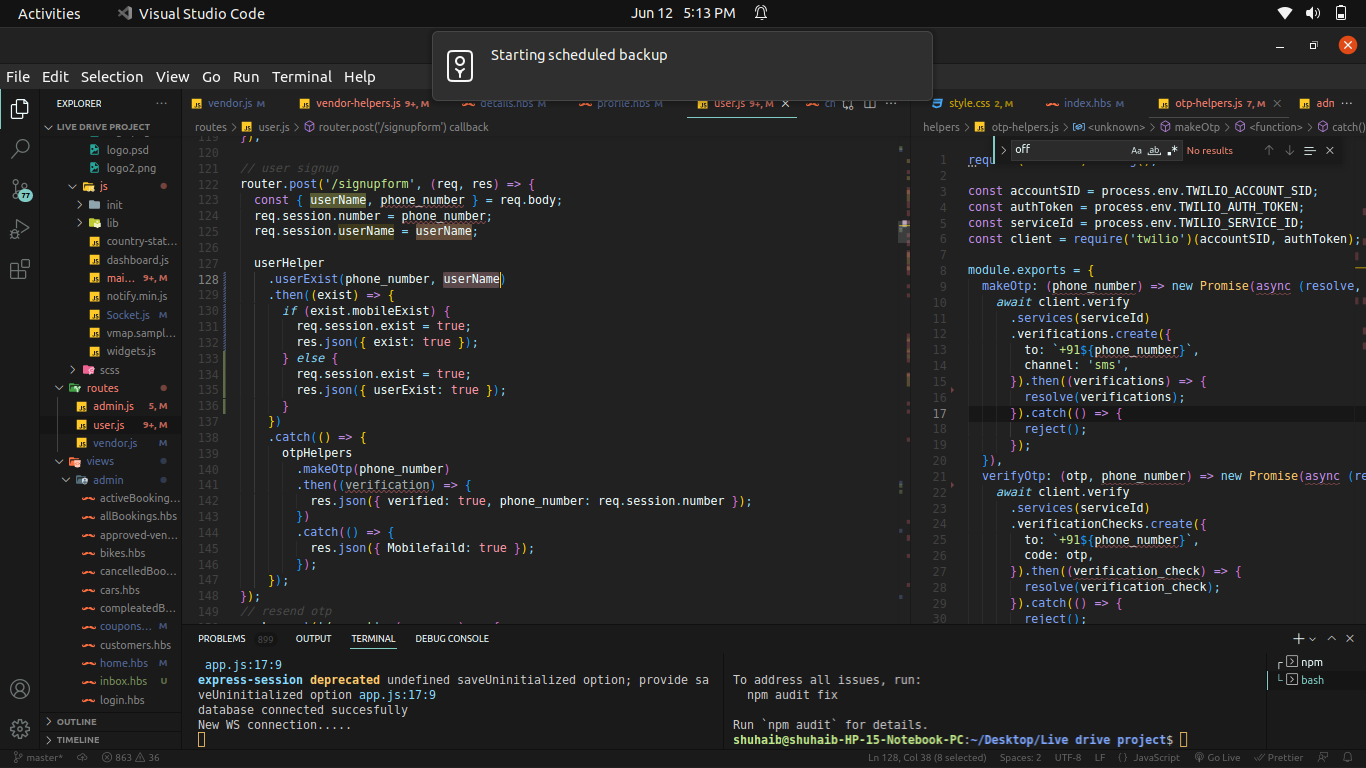 Activities
Visual Studio Code
Jun 12 5:13 PM
Starting scheduled backup
File Edit Selection View Go Run Terminal Help
EXPLORER
LIVE DRIVE PROJECT
logo.psd
logo2.png
js
init
lib
country-stat...
dashboard.js
mai... 9+, M
notify.min.js
Socket.js M
vmap.sampl...
widgets.js
scss
routes
admin.js 5, M
user.js 9+, M
vendor.js M
views
admin
activeBooking...
allBookings.hbs
approved-ven...
bikes.hbs
cancelledBoo...
cars.hbs
compleatedB...
coupons... M
customers.hbs
home.hbs M
inbox.hbs U
login.hbs
OUTLINE
TIMELINE
77
vendor.js M
vendor-helpers.js M
details.hbs M
profile.hbs M
user.js 9+, M
routes > user.js > router.post('/signupform') callback
119 });
120
121 // user signup
122 router.post('/signupform', (req, res) => {
123 const { userName, phone_number } = req.body;
124 req.session.number = phone_number;
125 req.session.userName = userName;
126
127 userHelper
128 .userExist(phone_number, userName)
129 .then((exist) => {
130 if (exist.mobileExist) {
131 req.session.exist = true;
132 res.json({ exist: true });
133 } else {
134 req.session.exist = true;
135 res.json({ userExist: true });
136 }
137 })
138 .catch(() => {
139 otpHelpers
140 .makeOtp(phone_number)
141 .then((verification) => {
142 res.json({ verified: true, phone_number: req.session.number });
143 })
144 .catch(() => {
145 res.json({ Mobilefaild: true });
146 });
147 });
148 });
149 // resend otp
style.css 2, M
index.hbs M
otp-helpers.js 7, M
adm
helpers > otp-helpers.js > <unknown> > makeOtp > <function> > catch()
off
Aa ab
No results
1
2
3 const accountSID = process.env.TWILIO_ACCOUNT_SID;
4 const authToken = process.env.TWILIO_AUTH_TOKEN;
5 const serviceId = process.env.TWILIO_SERVICE_ID;
6 const client = require('twilio')(accountSID, authToken);
7
8 module.exports = {
9 makeOtp: (phone_number) => new Promise(async (resolve,
10 await client.verify
11 .services(serviceId)
12 .verifications.create({
13 to: `+91${phone_number}`,
14 channel: 'sms',
15 }).then((verifications) => {
16 resolve(verifications);
17 }).catch(() => {
18 reject();
19 });
20 }),
21 verifyOtp: (otp, phone_number) => new Promise(async (re
22 await client.verify
23 .services(serviceId)
24 .verificationChecks.create({
25 to: `+91${phone_number}`,
26 code: otp,
27 }).then((verification_check) => {
28 resolve(verification_check);
29 }).catch(() => {
30 reject();
PROBLEMS 899 OUTPUT TERMINAL DEBUG CONSOLE
app.js:17:9
express-session deprecated undefined saveUninitialized option; provide sa
veUninitialized option app.js:17:9
database connected succesfully
New WS connection.....
To address all issues, run:
npm audit fix
Run `npm audit` for details.
shuhaib@shuhaib-HP-15-Notebook-PC:~/Desktop/Live drive project$
npm
bash
master* 863 36
Ln 128, Col 38 (8 selected) Spaces: 2 UTF-8 LF { } JavaScript Go Live Prettier